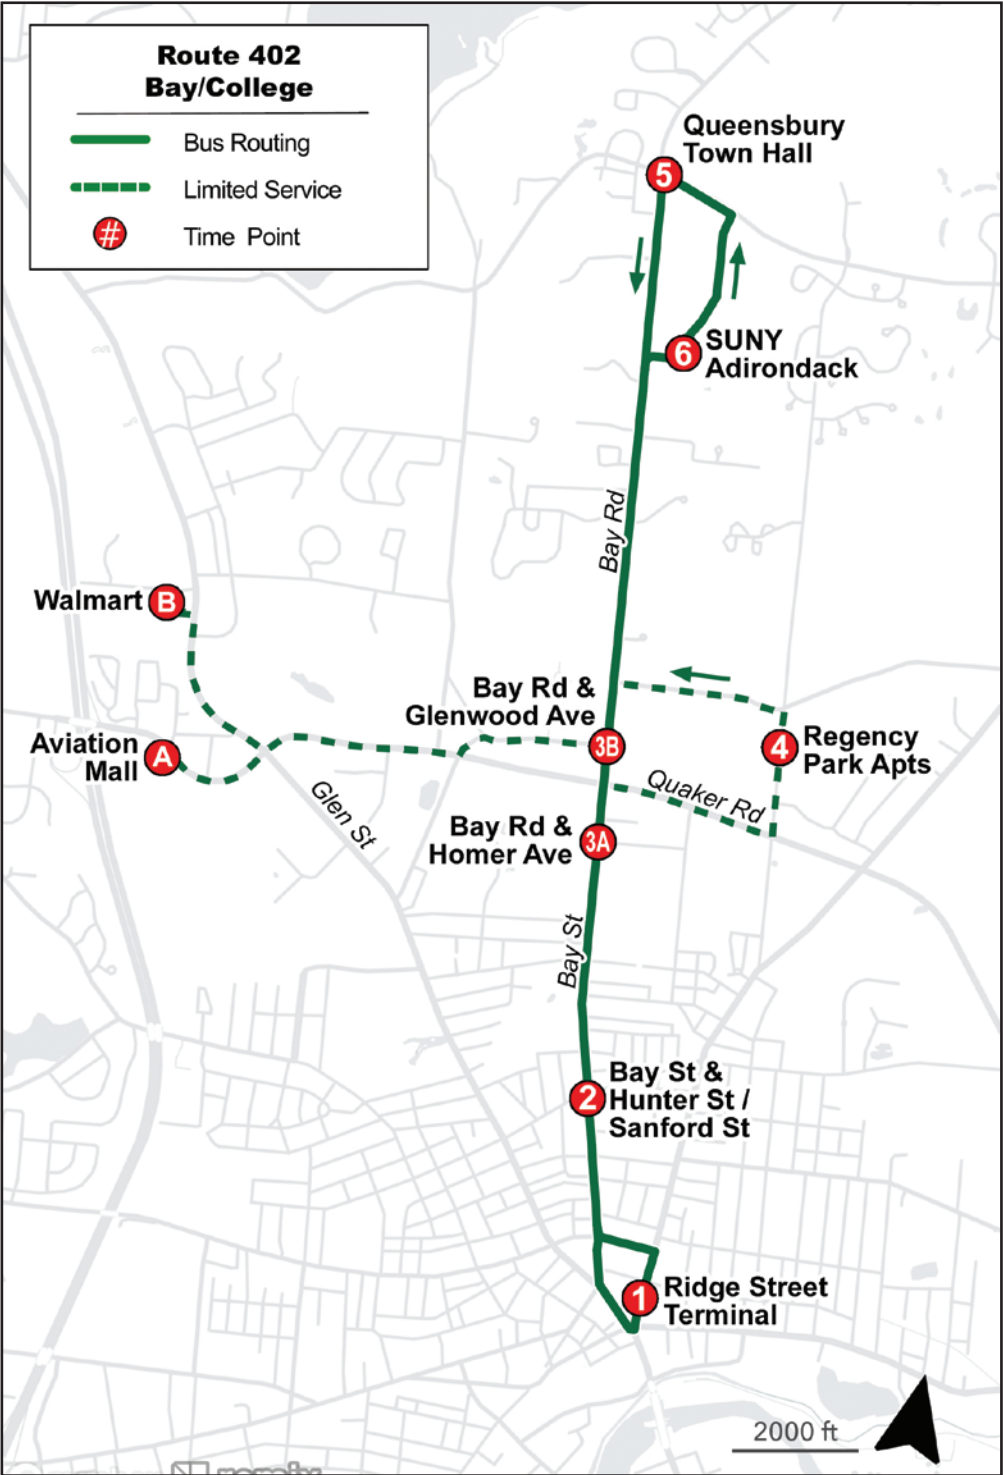 Route 402
Bay/College
Bus Routing
Limited Service
#
Time Point
Queensbury
Town Hall
5
6
SUNY
Adirondack
Bay Rd
Walmart
B
Bay Rd &
Glenwood Ave
3B
Aviation
Mall
A
4
Regency
Park Apts
Glen St
Quaker Rd
Bay Rd &
Homer Ave
3A
Bay St
2
Bay St &
Hunter St /
Sanford St
1
Ridge Street
Terminal
2000 ft